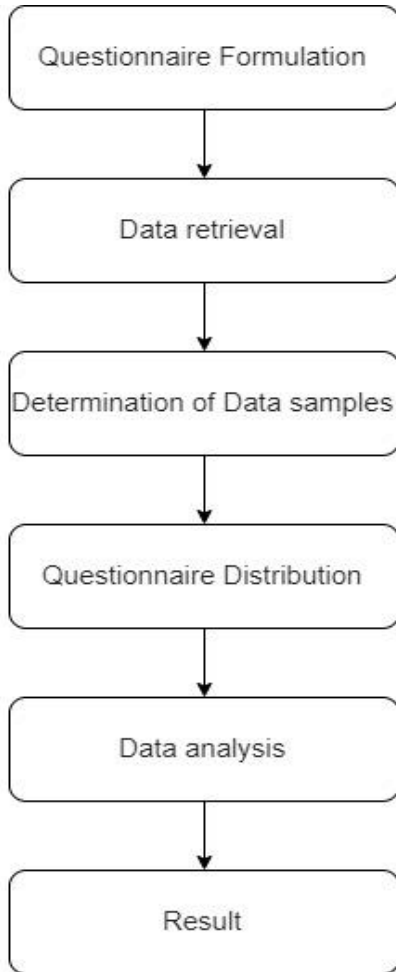 Questionnaire Formulation
Data retrieval
Determination of Data samples
Questionnaire Distribution
Data analysis
Result